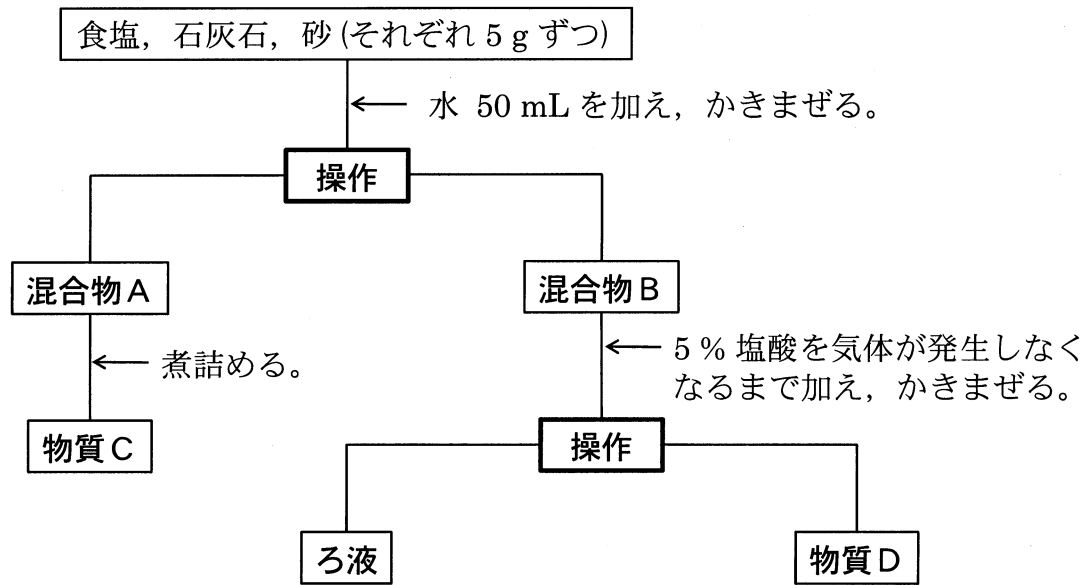 食塩，石灰石，砂(それぞれ 5 g ずつ)
水 50 mL を加え，かきまぜる。
操作
混合物A
混合物B
煮詰める。
5 % 塩酸を気体が発生しなく
なるまで加え，かきまぜる。
物質C
操作
ろ液
物質D